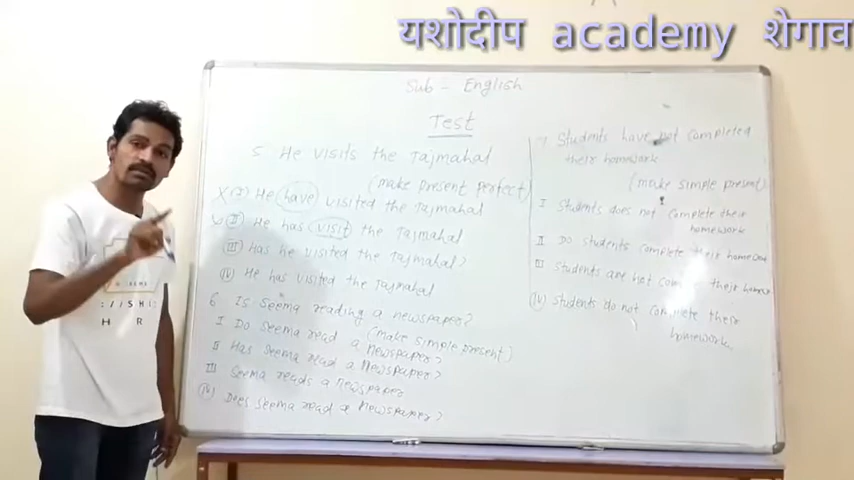 यशोदीप academy शेगाव
Sub - English
Test
5. He visits the Tajmahal
(make present perfect)
X (I) He have visited the Tajmahal.
X (II) He has visit the Tajmahal.
(III) Has he visited the Tajmahal?
(IV) He has visited the Tajmahal.
6. Is Seema reading a newspaper?
(make simple present)
I Do Seema read a newspaper?
II Has Seema read a newspaper?
III Seema reads a newspaper.
(IV) Does Seema read a newspaper?
7 Students have not completed
their homework.
(make simple present)
I Students does not complete their
homework.
II Do students complete their homework
III Students are not their
(IV) Students do not complete their
homework.